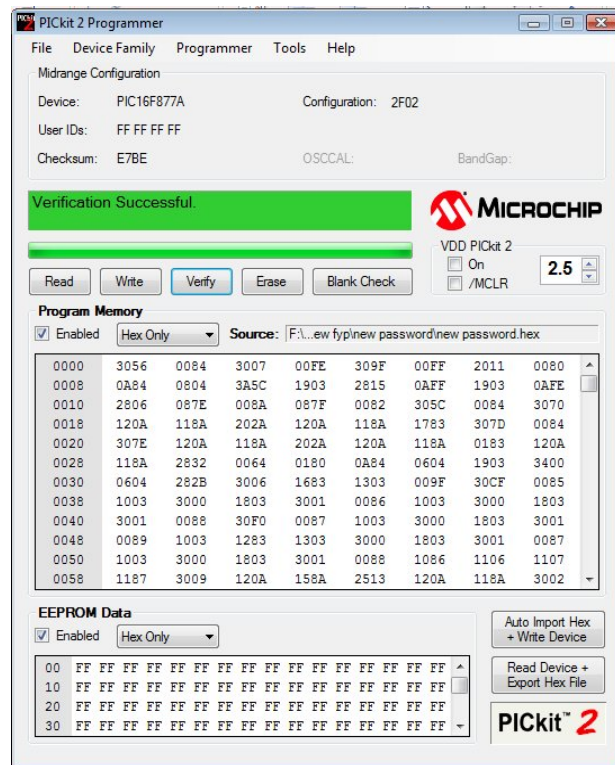 PICkit 2 Programmer
File Device Family Programmer Tools Help
Midrange Configuration
Device: PIC16F877A Configuration: 2F02
User IDs: FF FF FF FF
Checksum: E7BE OSCCAL: BandGap:
Verification Successful.
MICROCHIP
VDD PICkit 2
On
/MCLR
2.5
Read Write Verify Erase Blank Check
Program Memory
Enabled Hex Only Source: F:\...ew fyp\new password\new password.hex
0000 3056 0084 3007 00FE 309F 00FF 2011 0080
0008 0A84 0804 3A5C 1903 2815 0AFF 1903 0AFE
0010 2806 087E 008A 087F 0082 305C 0084 3070
0018 120A 118A 202A 120A 118A 1783 307D 0084
0020 307E 120A 118A 202A 120A 118A 0183 120A
0028 118A 2832 0064 0180 0A84 0604 1903 3400
0030 0604 282B 3006 1683 1303 009F 30CF 0085
0038 1003 3000 1803 3001 0086 1003 3000 1803
0040 3001 0088 30F0 0087 1003 3000 1803 3001
0048 0089 1003 1283 1303 3000 1803 3001 0087
0050 1003 3000 1803 3001 0088 1086 1106 1107
0058 1187 3009 120A 158A 2513 120A 118A 3002
EEPROM Data
Enabled Hex Only
00 FF FF FF FF FF FF FF FF FF FF FF FF FF FF FF FF
10 FF FF FF FF FF FF FF FF FF FF FF FF FF FF FF FF
20 FF FF FF FF FF FF FF FF FF FF FF FF FF FF FF FF
30 FF FF FF FF FF FF FF FF FF FF FF FF FF FF FF FF
Auto Import Hex
+ Write Device
Read Device +
Export Hex File
PICkit™ 2